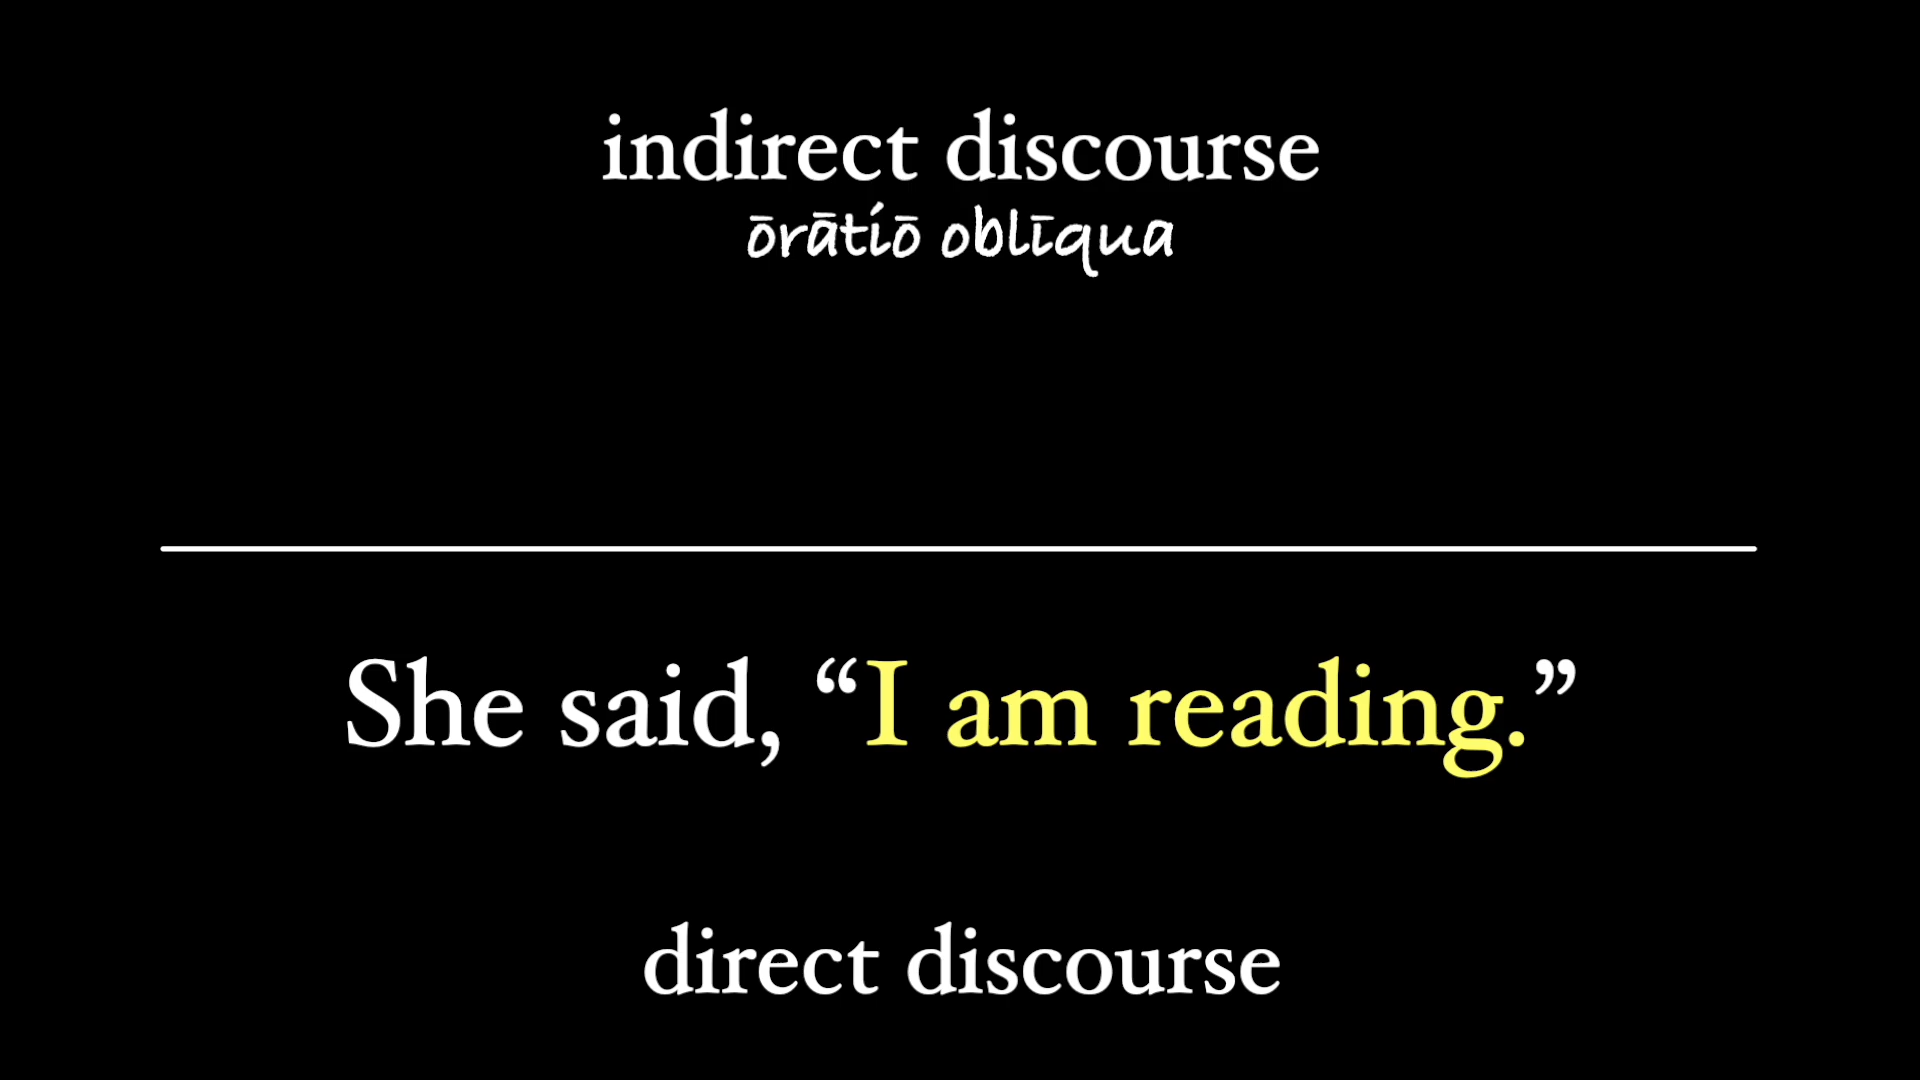 indirect discourse
ōrātiō oblīqua
She said, “I am reading.”
direct discourse